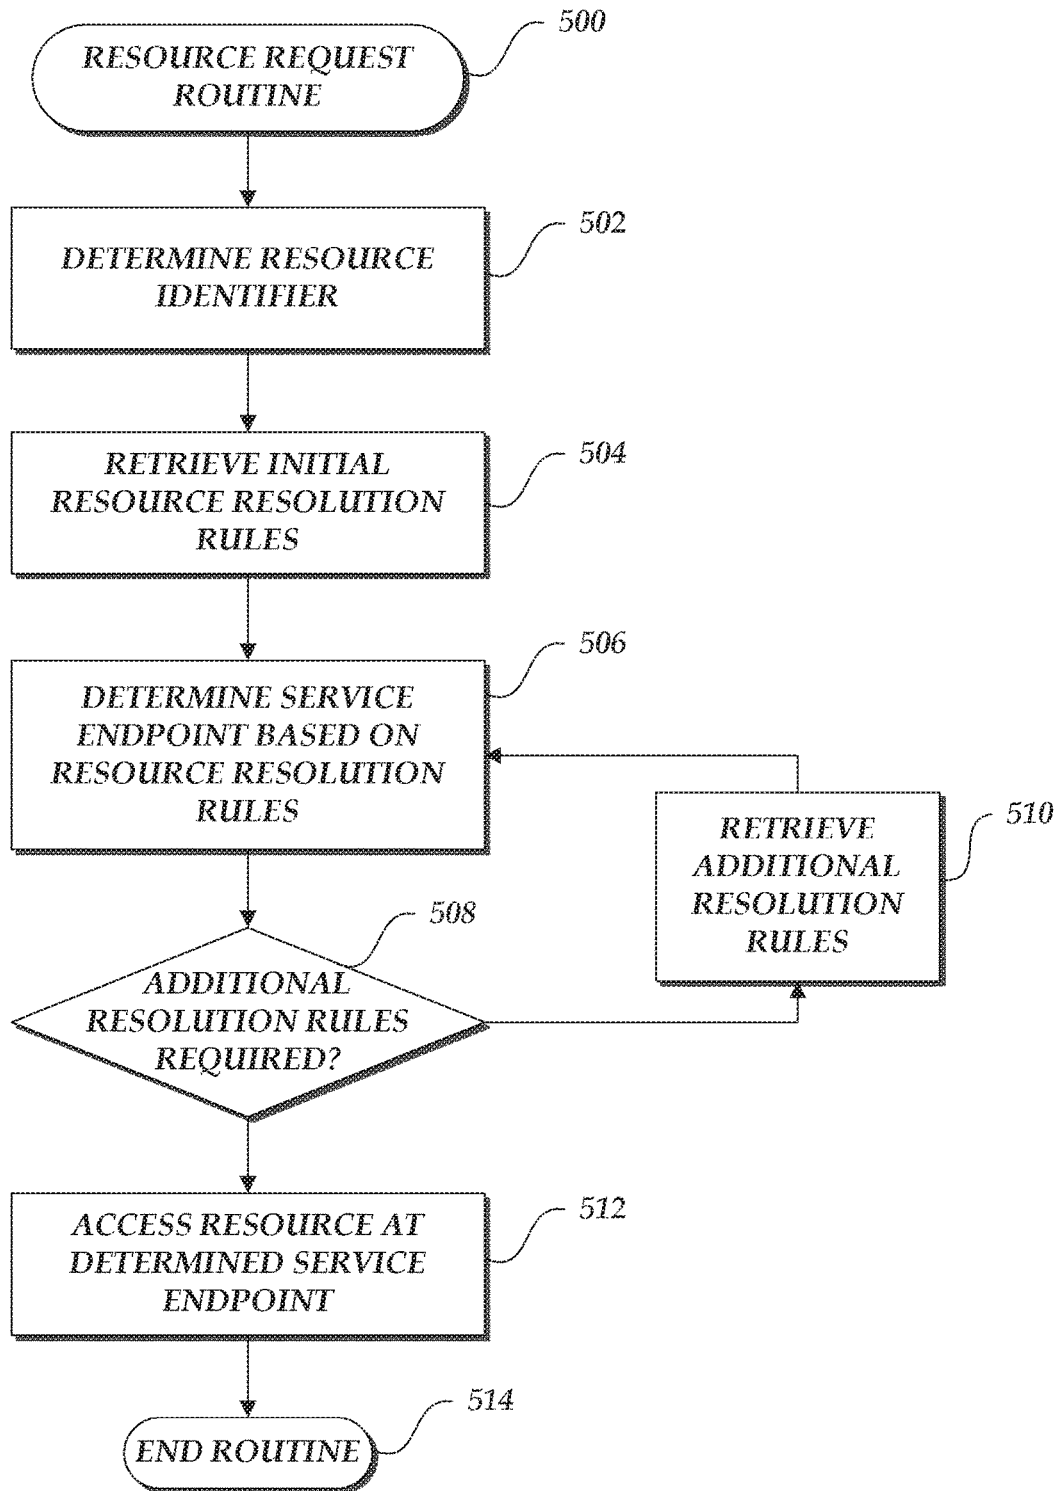 500
RESOURCE REQUEST
ROUTINE
502
DETERMINE RESOURCE
IDENTIFIER
504
RETRIEVE INITIAL
RESOURCE RESOLUTION
RULES
506
DETERMINE SERVICE
ENDPOINT BASED ON
RESOURCE RESOLUTION
RULES
510
RETRIEVE
ADDITIONAL
RESOLUTION
RULES
508
ADDITIONAL
RESOLUTION RULES
REQUIRED?
512
ACCESS RESOURCE AT
DETERMINED SERVICE
ENDPOINT
514
END ROUTINE